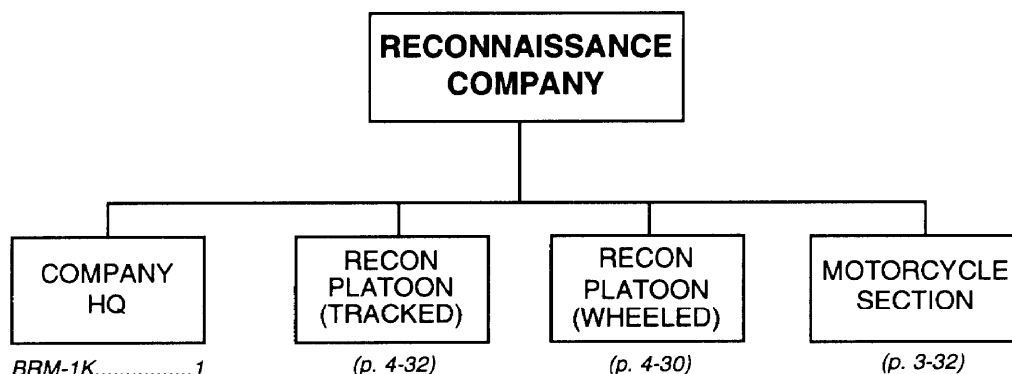 RECONNAISSANCE
COMPANY
COMPANY
HQ
RECON
PLATOON
(TRACKED)
RECON
PLATOON
(WHEELED)
MOTORCYCLE
SECTION
BRM-1K................1
(p. 4-32)
(p. 4-30)
(p. 3-32)